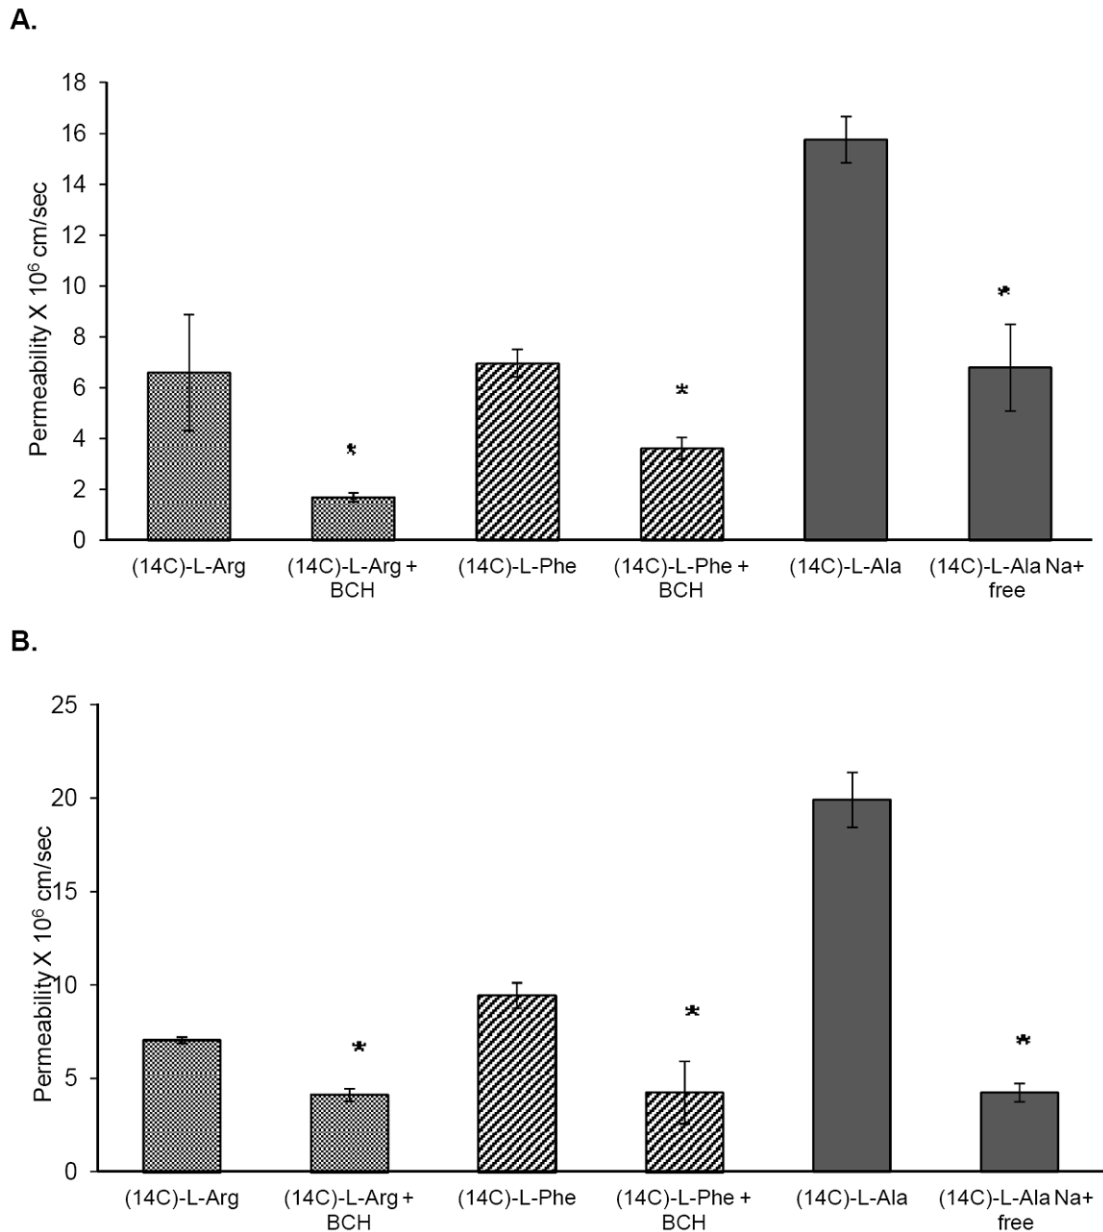 A.
Permeability X 10⁶ cm/sec
18
16
14
12
10
8
6
4
2
0
*
*
*
(14C)-L-Arg
(14C)-L-Arg +
BCH
(14C)-L-Phe
(14C)-L-Phe +
BCH
(14C)-L-Ala
(14C)-L-Ala Na+
free
B.
Permeability X 10⁶ cm/sec
25
20
15
10
5
0
*
*
*
(14C)-L-Arg
(14C)-L-Arg +
BCH
(14C)-L-Phe
(14C)-L-Phe +
BCH
(14C)-L-Ala
(14C)-L-Ala Na+
free